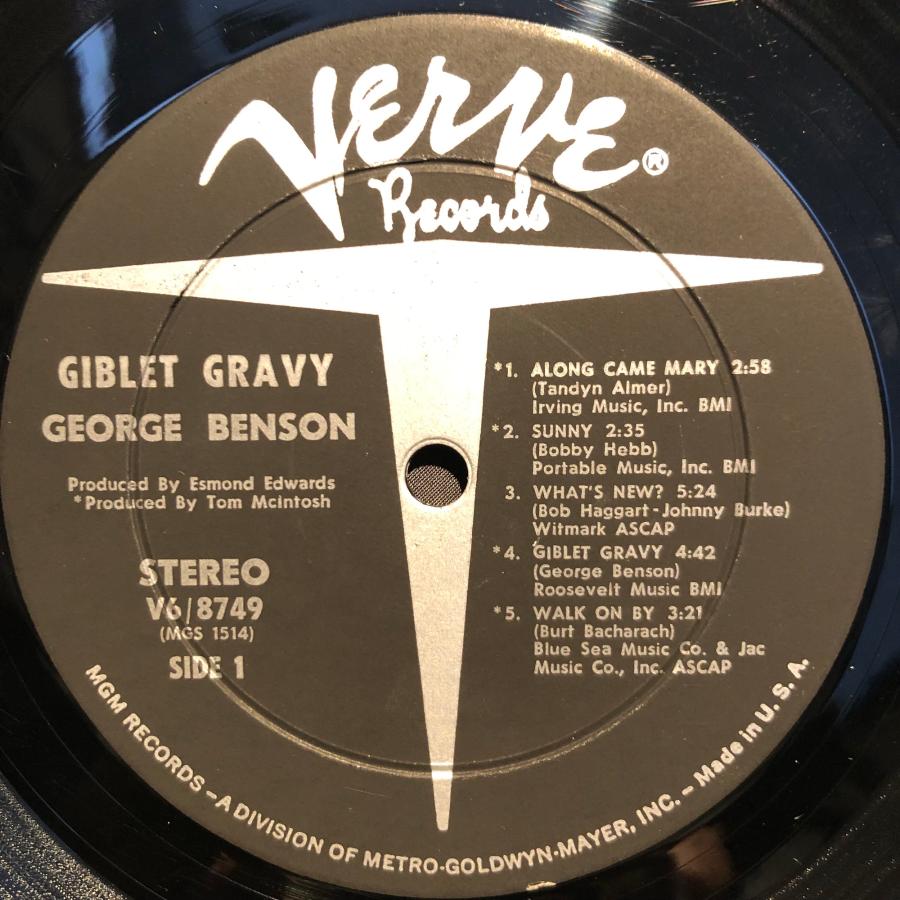 Verve ®
Records
GIBLET GRAVY
GEORGE BENSON
Produced By Esmond Edwards
*Produced By Tom McIntosh
STEREO
V6/8749
(MGS 1514)
SIDE 1
*1. ALONG CAME MARY 2:58
(Tandyn Almer)
Irving Music, Inc. BMI
*2. SUNNY 2:35
(Bobby Hebb)
Portable Music, Inc. BMI
3. WHAT'S NEW? 5:24
(Bob Haggart-Johnny Burke)
Witmark ASCAP
*4. GIBLET GRAVY 4:42
(George Benson)
Roosevelt Music BMI
*5. WALK ON BY 3:21
(Burt Bacharach)
Blue Sea Music Co. & Jac
Music Co., Inc. ASCAP
MGM RECORDS – A DIVISION OF METRO-GOLDWYN-MAYER, INC. – Made in U.S.A.